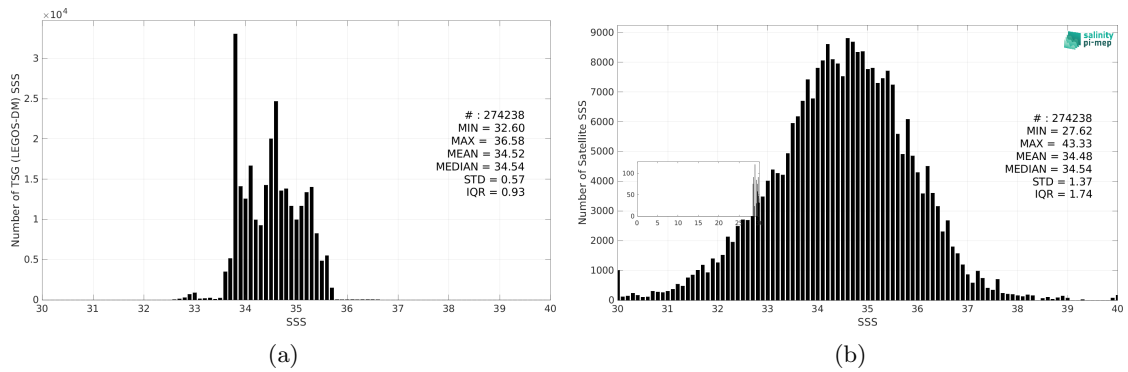 ×10^4
3
2.5
2
1.5
1
0.5
0
30 31 32 33 34 35 36 37 38 39 40
SSS
Number of TSG (LEGOS-DM) SSS
# : 274238
MIN = 32.60
MAX = 36.58
MEAN = 34.52
MEDIAN = 34.54
STD = 0.57
IQR = 0.93
(a)
9000
8000
7000
6000
5000
4000
3000
2000
1000
0
30 31 32 33 34 35 36 37 38 39 40
SSS
Number of Satellite SSS
salinity
pi-mep
# : 274238
MIN = 27.62
MAX = 43.33
MEAN = 34.48
MEDIAN = 34.54
STD = 1.37
IQR = 1.74
100
50
0
0 5 10 15 20 25
(b)